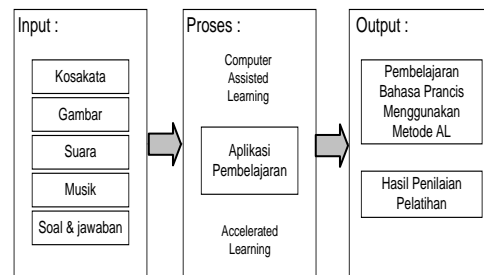 Input :
Kosakata
Gambar
Suara
Musik
Soal & jawaban
Proses :
Computer
Assisted
Learning
Aplikasi
Pembelajaran
Accelerated
Learning
Output :
Pembelajaran
Bahasa Prancis
Menggunakan
Metode AL
Hasil Penilaian
Pelatihan